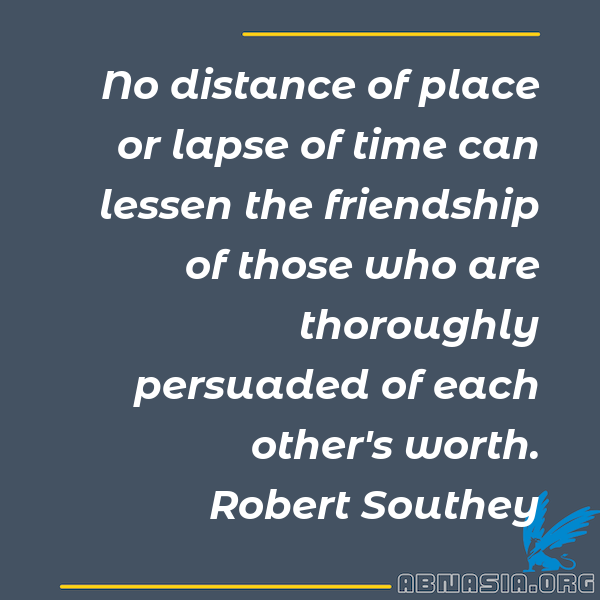 No distance of place
or lapse of time can
lessen the friendship
of those who are
thoroughly
persuaded of each
other's worth.
Robert Southey
ABNASIA.ORG